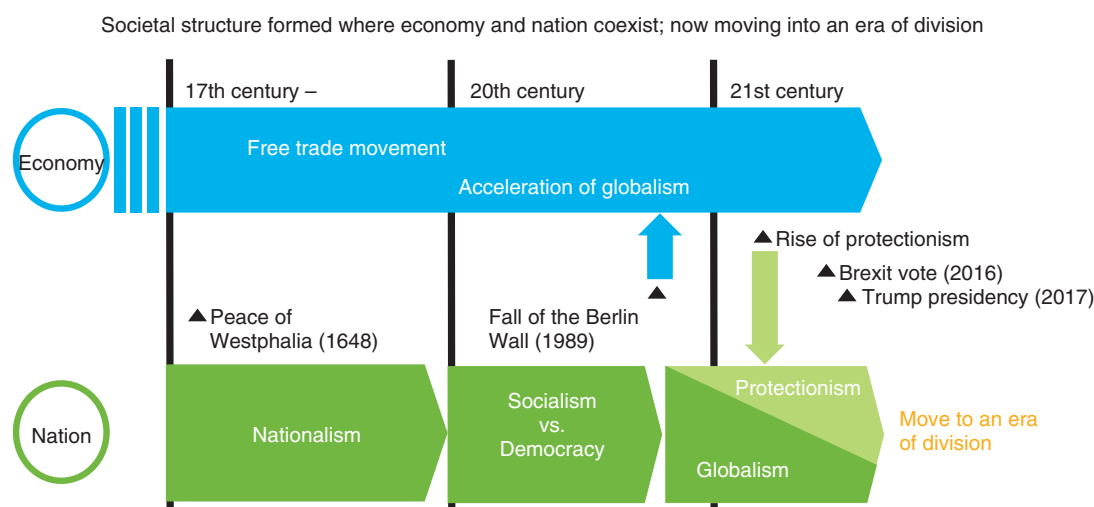 Societal structure formed where economy and nation coexist; now moving into an era of division
17th century –
20th century
21st century
Economy
Free trade movement
Acceleration of globalism
▲ Rise of protectionism
▲ Brexit vote (2016)
▲ Trump presidency (2017)
▲
▲ Peace of
Westphalia (1648)
Fall of the Berlin
Wall (1989)
Nation
Nationalism
Socialism
vs.
Democracy
Protectionism
Globalism
Move to an era
of division